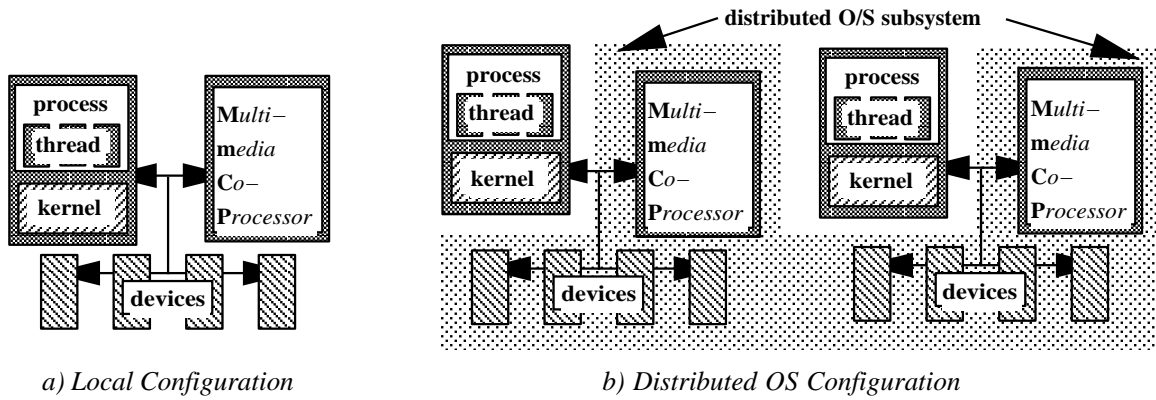 distributed O/S subsystem
process
thread
kernel
Multi–
media
Co–
Processor
devices
process
thread
kernel
Multi–
media
Co–
Processor
devices
process
thread
kernel
Multi–
media
Co–
Processor
devices
a) Local Configuration
b) Distributed OS Configuration